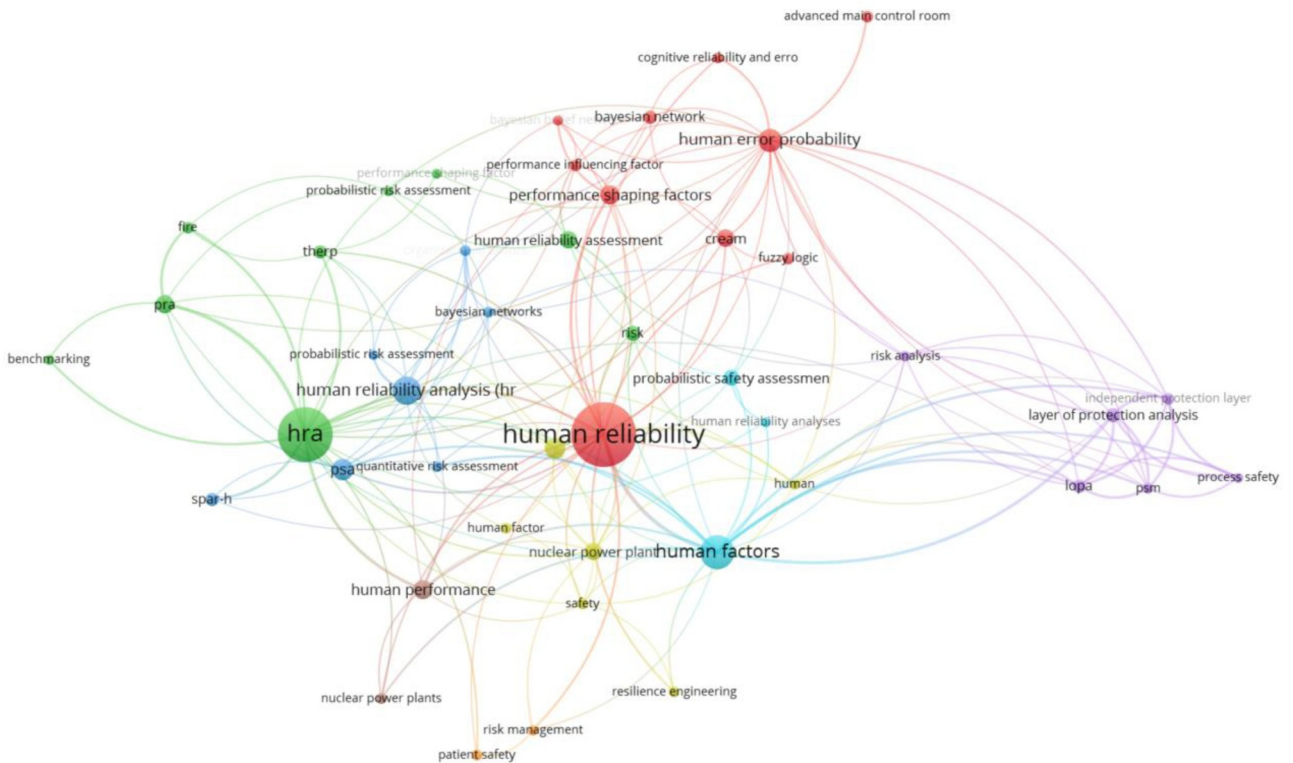 advanced main control room
cognitive reliability and erro
bayesian network
human error probability
performance influencing factor
performance shaping factor
probabilistic risk assessment
performance shaping factors
fire
therp
human reliability assessment
cream
fuzzy logic
pra
bayesian networks
risk
benchmarking
probabilistic risk assessment
risk analysis
human reliability analysis (hr
probabilistic safety assessmen
independent protection layer
layer of protection analysis
human reliability analyses
hra
human reliability
psa
quantitative risk assessment
process safety
human
lopa
psm
spar-h
human factor
nuclear power plant
human factors
human performance
safety
nuclear power plants
resilience engineering
risk management
patient safety